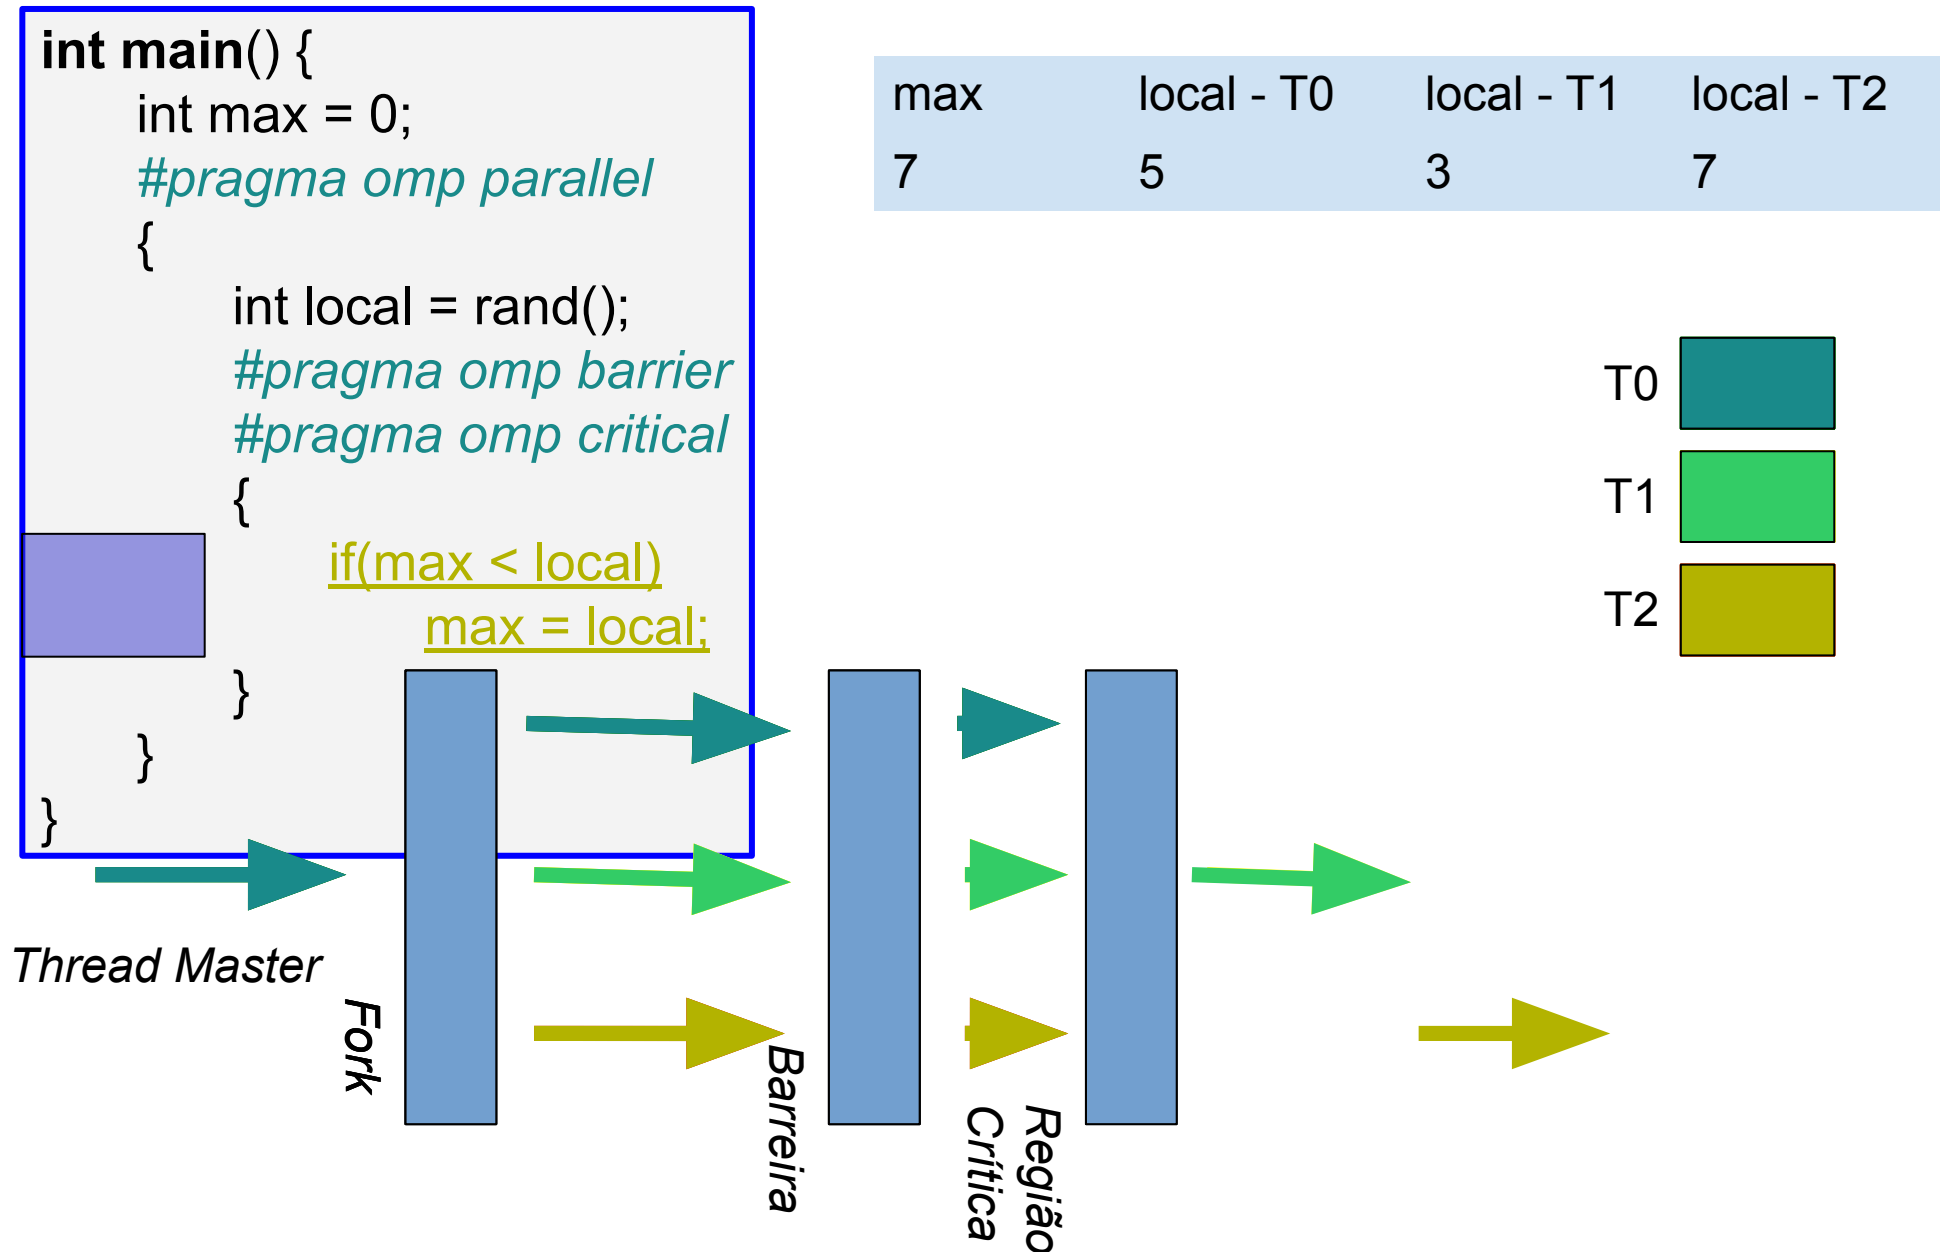 int main() {
int max = 0;
#pragma omp parallel
{
int local = rand();
#pragma omp barrier
#pragma omp critical
{
if(max < local)
max = local;
}
}
}
max local - T0 local - T1 local - T2
7 5 3 7
T0
T1
T2
Thread Master
Fork
Barreira
Região
Crítica